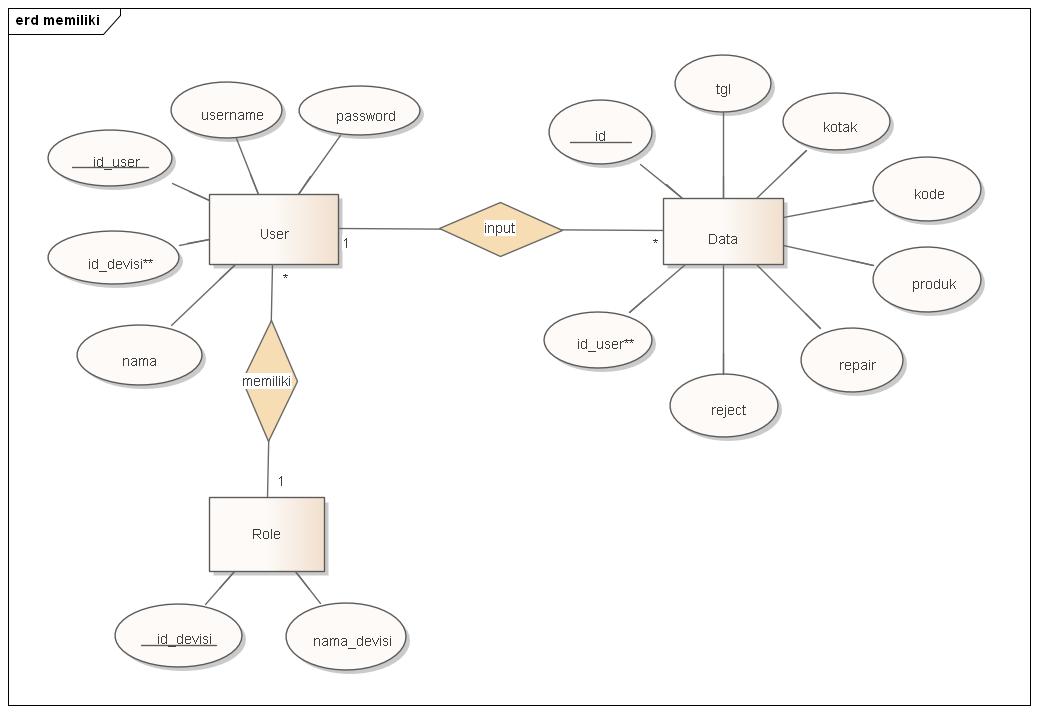 erd memiliki
tgl
username
password
kotak
id
id_user
kode
User
1
input
*
Data
id_devisi**
*
produk
id_user**
nama
repair
memiliki
reject
1
Role
id_devisi
nama_devisi